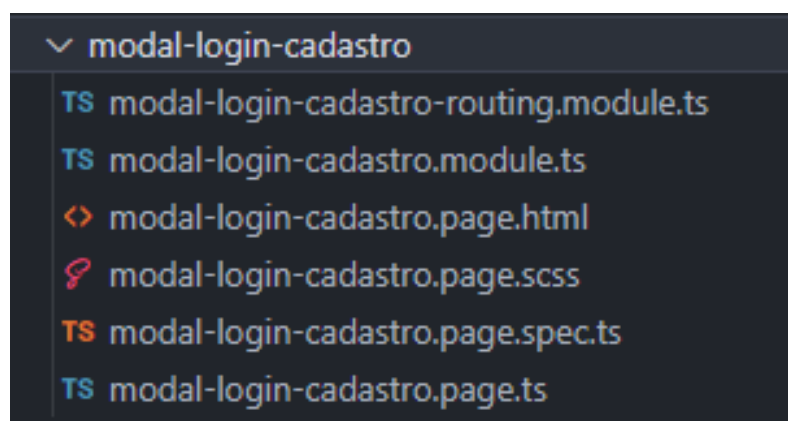 modal-login-cadastro
TS modal-login-cadastro-routing.module.ts
TS modal-login-cadastro.module.ts
<> modal-login-cadastro.page.html
modal-login-cadastro.page.scss
TS modal-login-cadastro.page.spec.ts
TS modal-login-cadastro.page.ts